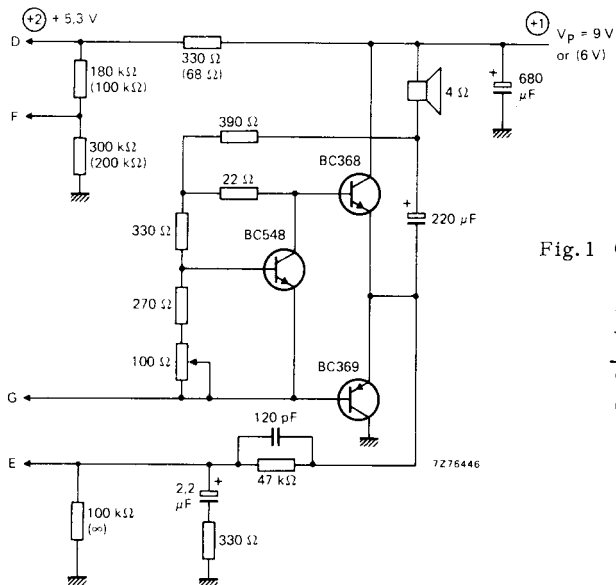 +2 + 5,3 V
D
180 kΩ
(100 kΩ)
F
300 kΩ
(200 kΩ)
330 Ω
(68 Ω)
+1
Vp = 9 V
or (6 V)
+
680
μF
4 Ω
390 Ω
22 Ω
BC368
+
220 μF
330 Ω
BC548
Fig.1
270 Ω
100 Ω
BC369
G
120 pF
E
47 kΩ
7Z76446
100 kΩ
(∞)
2,2
μF
+
330 Ω